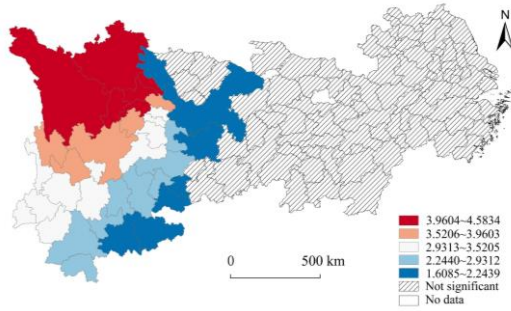 N
3.9604~4.5834
3.5206~3.9603
2.9313~3.5205
2.2440~2.9312
1.6085~2.2439
Not significant
No data
0 500 km